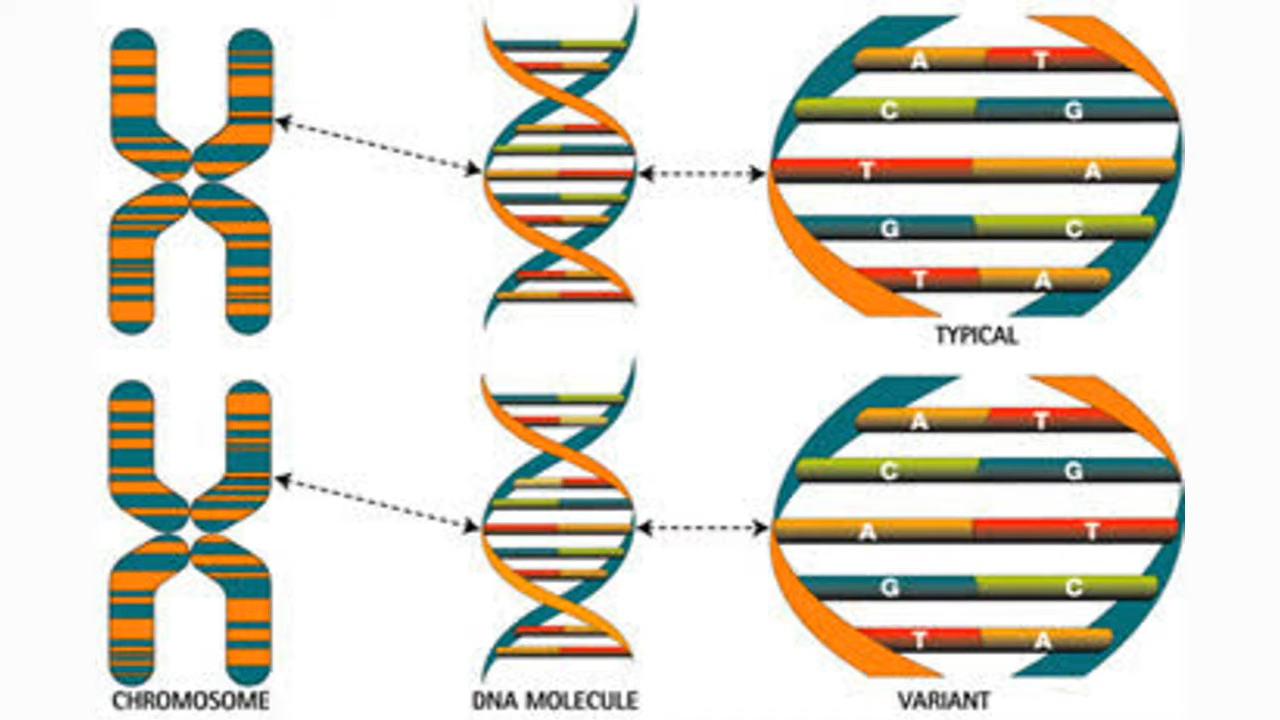 A T
C G
T A
G C
T A
TYPICAL
A T
C G
A T
G C
T A
CHROMOSOME DNA MOLECULE VARIANT